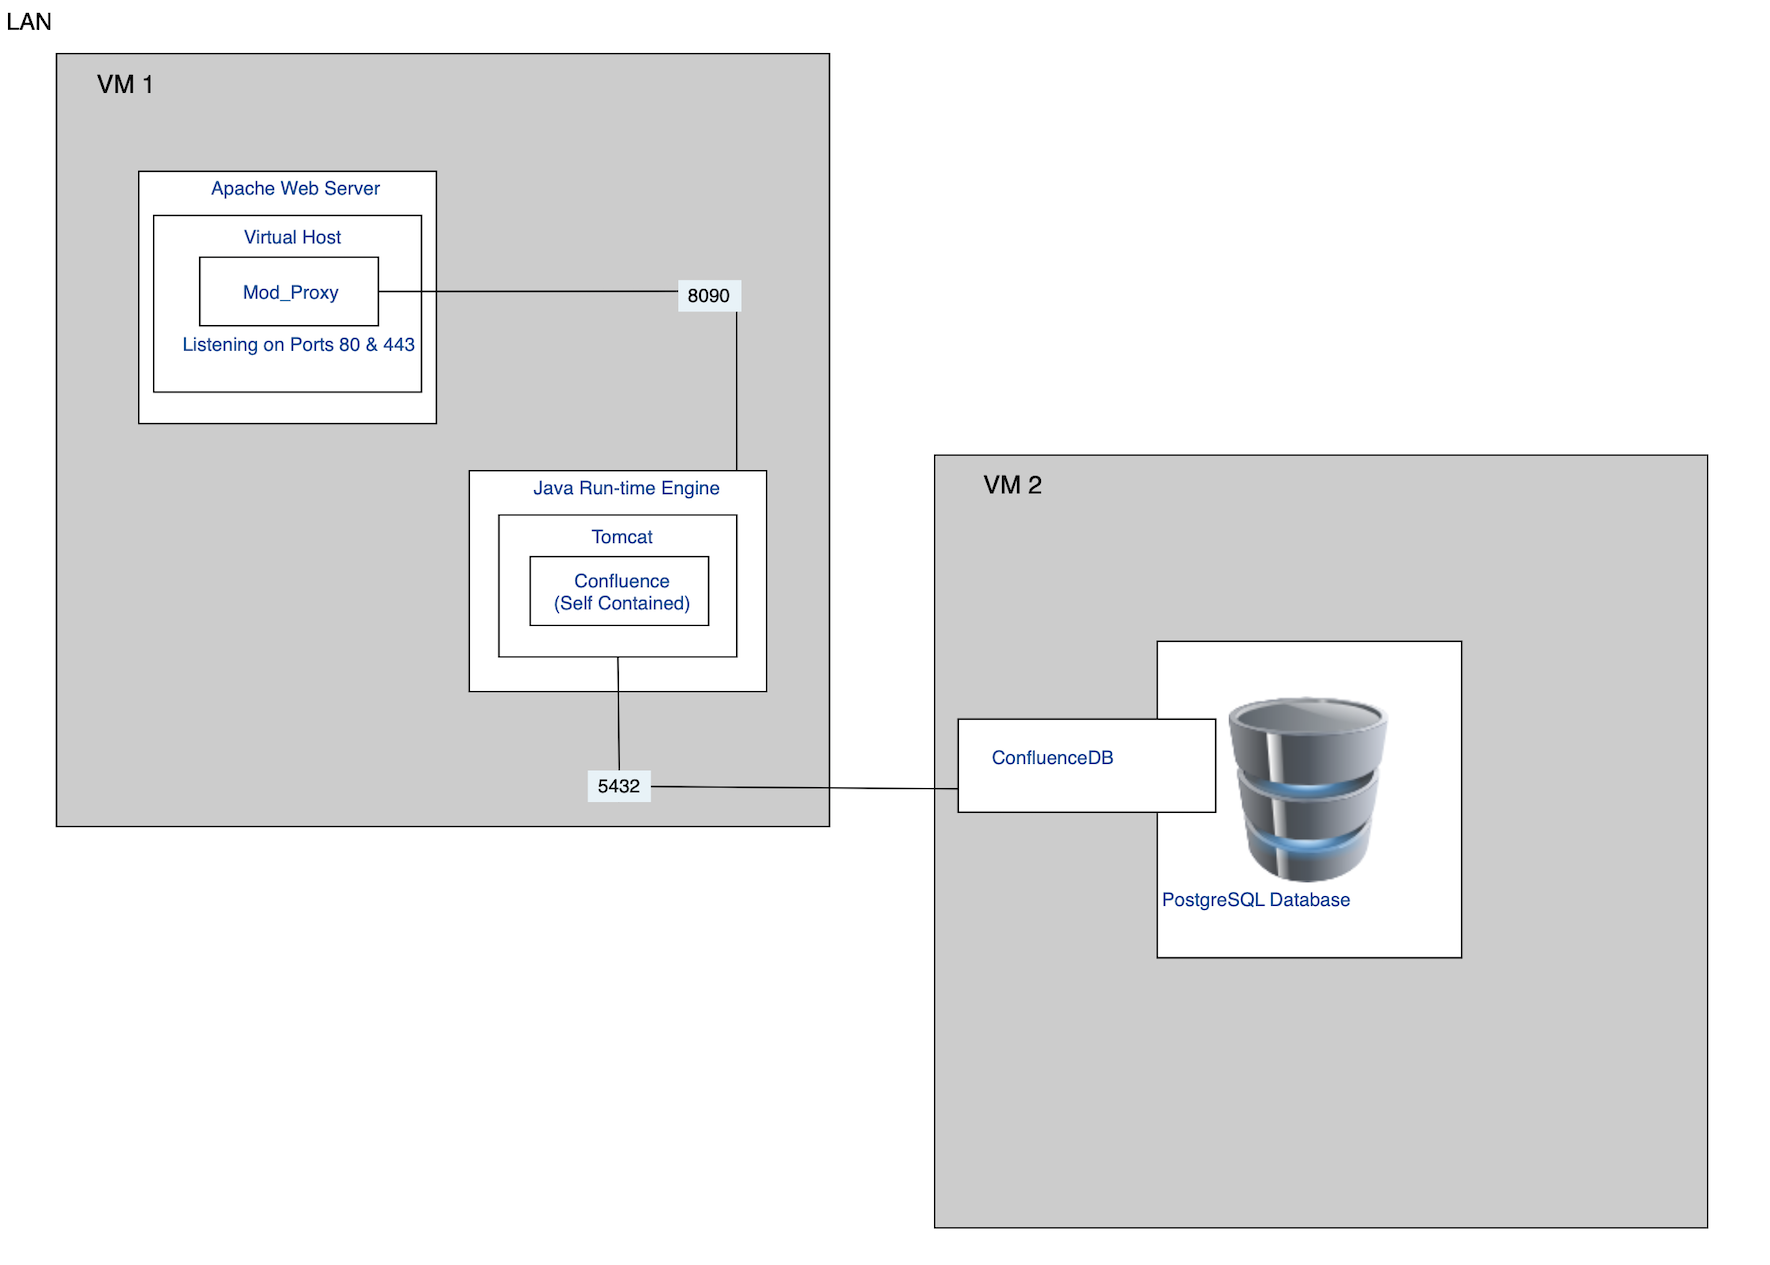 LAN
VM 1
Apache Web Server
Virtual Host
Mod_Proxy
Listening on Ports 80 & 443
8090
Java Run-time Engine
Tomcat
Confluence
(Self Contained)
5432
VM 2
ConfluenceDB
PostgreSQL Database